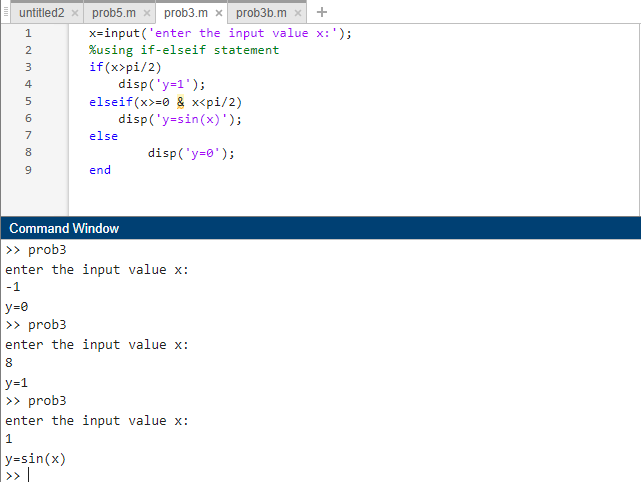 untitled2 × prob5.m × prob3.m × prob3b.m × +
1 x=input('enter the input value x:');
2 %using if-elseif statement
3 if(x>pi/2)
4 disp('y=1');
5 elseif(x>=0 & x<pi/2)
6 disp('y=sin(x)');
7 else
8 disp('y=0');
9 end
Command Window
>> prob3
enter the input value x:
-1
y=0
>> prob3
enter the input value x:
8
y=1
>> prob3
enter the input value x:
1
y=sin(x)
>>